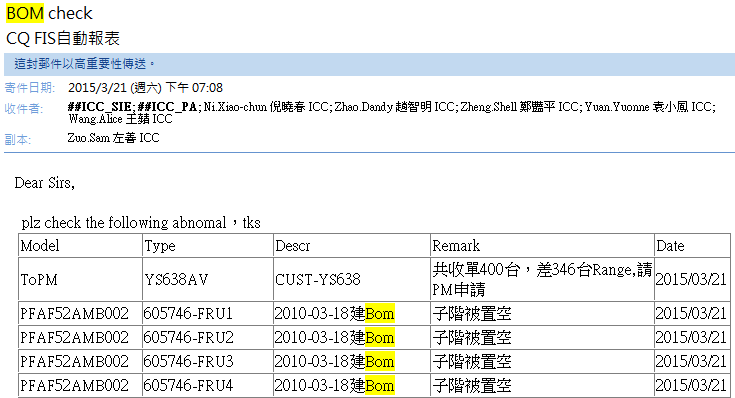 BOM check
CQ FIS自動報表
這封郵件以高重要性傳送。
寄件日期: 2015/3/21 (週六) 下午 07:08
收件者: ##ICC_SIE; ##ICC_PA; Ni.Xiao-chun 倪曉春 ICC; Zhao.Dandy 趙智明 ICC; Zheng.Shell 鄭豔平 ICC; Yuan.Yuonne 袁小鳳 ICC;
Wang.Alice 王蘋 ICC
副本: Zuo.Sam 左善 ICC
Dear Sirs,
plz check the following abnomal，tks
Model Type Descr Remark Date
ToPM YS638AV CUST-YS638 共收單400台，差346台Range,請PM申請 2015/03/21
PFAF52AMB002 605746-FRU1 2010-03-18建Bom 子階被置空 2015/03/21
PFAF52AMB002 605746-FRU2 2010-03-18建Bom 子階被置空 2015/03/21
PFAF52AMB002 605746-FRU3 2010-03-18建Bom 子階被置空 2015/03/21
PFAF52AMB002 605746-FRU4 2010-03-18建Bom 子階被置空 2015/03/21